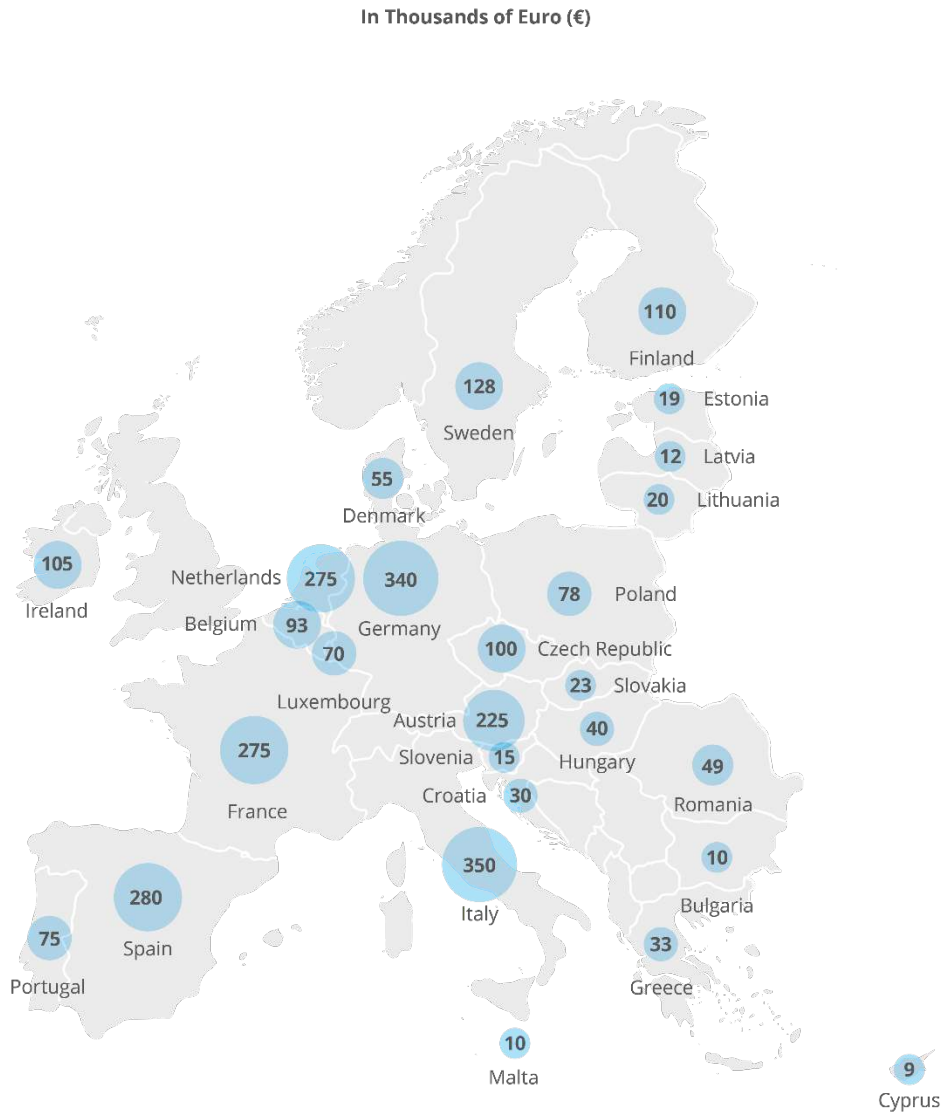 In Thousands of Euro (€)
110
Finland
128
Sweden
19 Estonia
12 Latvia
20 Lithuania
55
Denmark
105
Ireland
Netherlands 275
340
Germany
78 Poland
Belgium 93
70
Luxembourg
100 Czech Republic
23 Slovakia
Austria 225
40
Hungary
275
France
Slovenia 15
49
Romania
Croatia 30
350
Italy
10
Bulgaria
280
Spain
75
Portugal
33
Greece
10
Malta
9
Cyprus